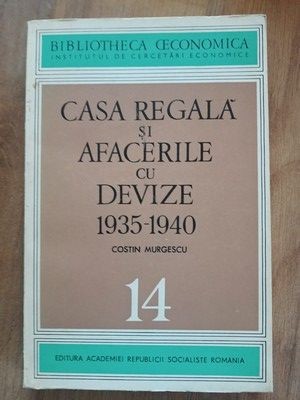 BIBLIOTHECA ŒCONOMICA
INSTITUTUL DE CERCETĂRI ECONOMICE
CASA REGALĂ
ȘI
AFACERILE
CU
DEVIZE
1935-1940
COSTIN MURGESCU
14
EDITURA ACADEMIEI REPUBLICII SOCIALISTE ROMÂNIA